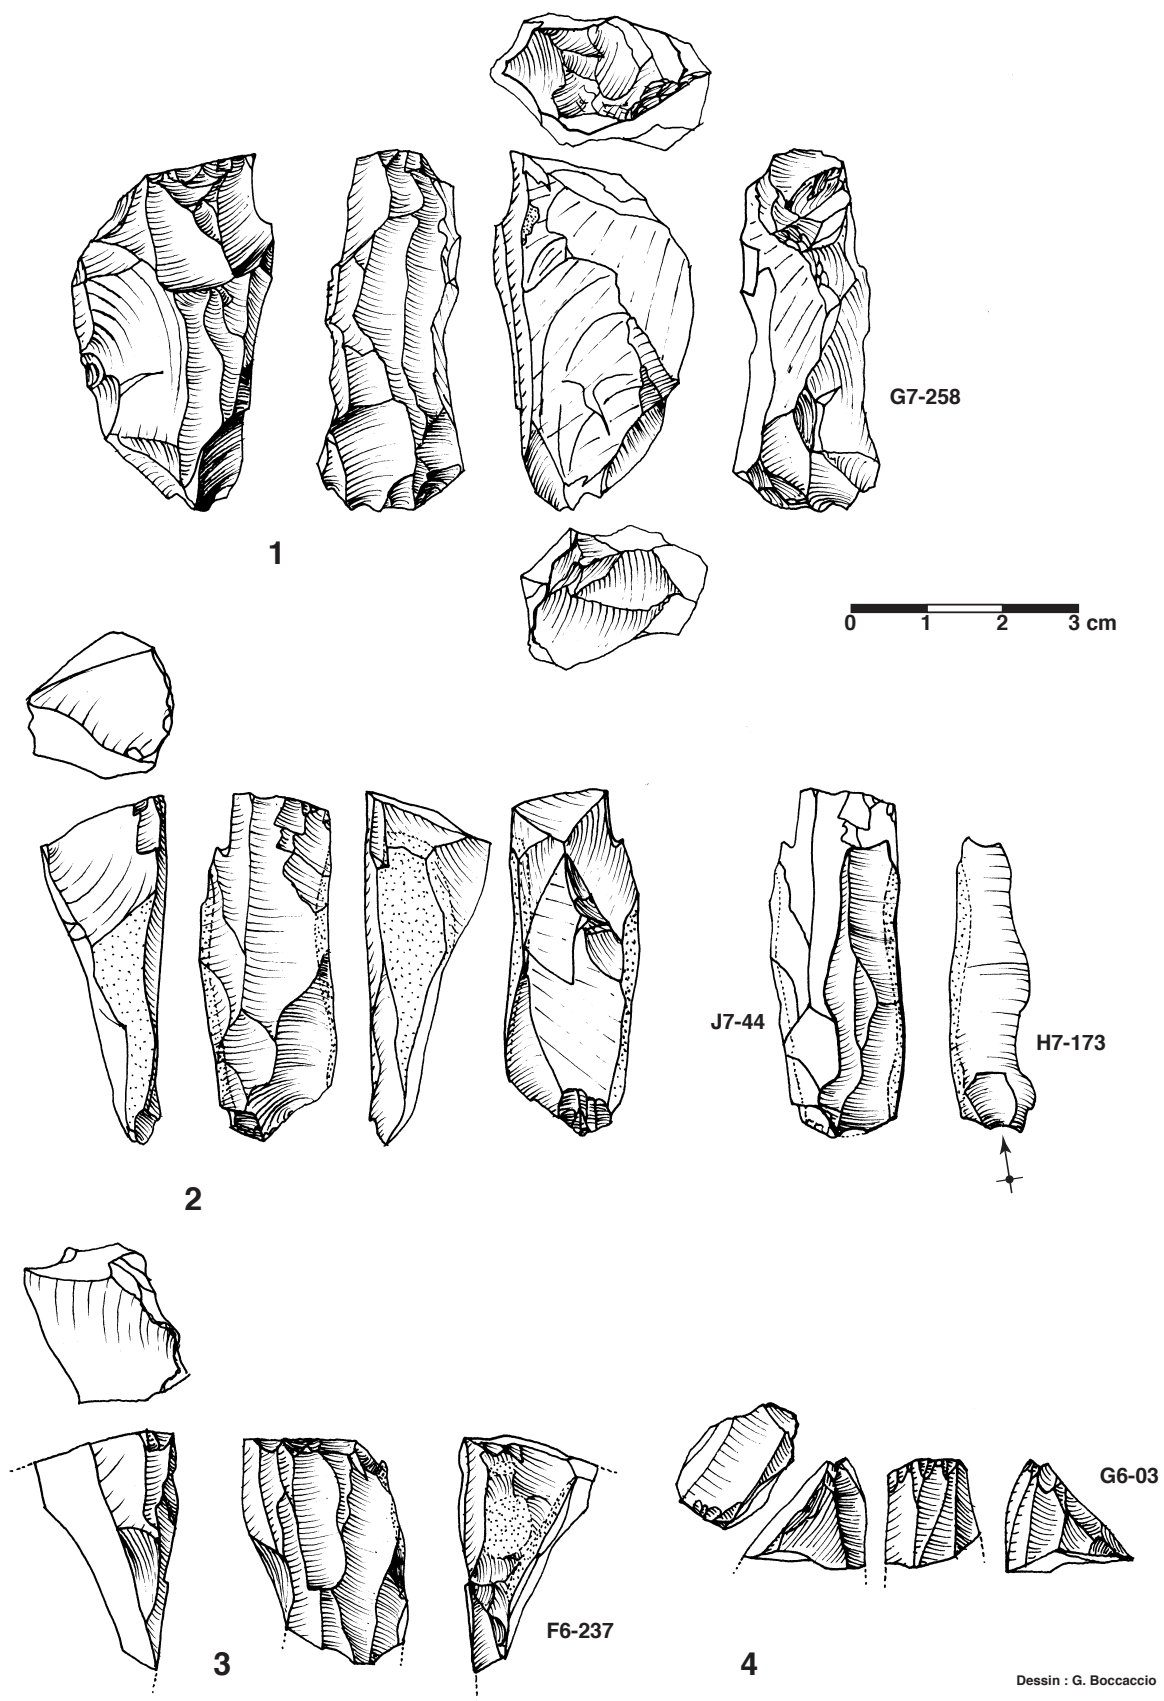 G7-258
1
0 1 2 3 cm
J7-44
H7-173
2
G6-03
F6-237
3
4
Dessin : G. Boccaccio